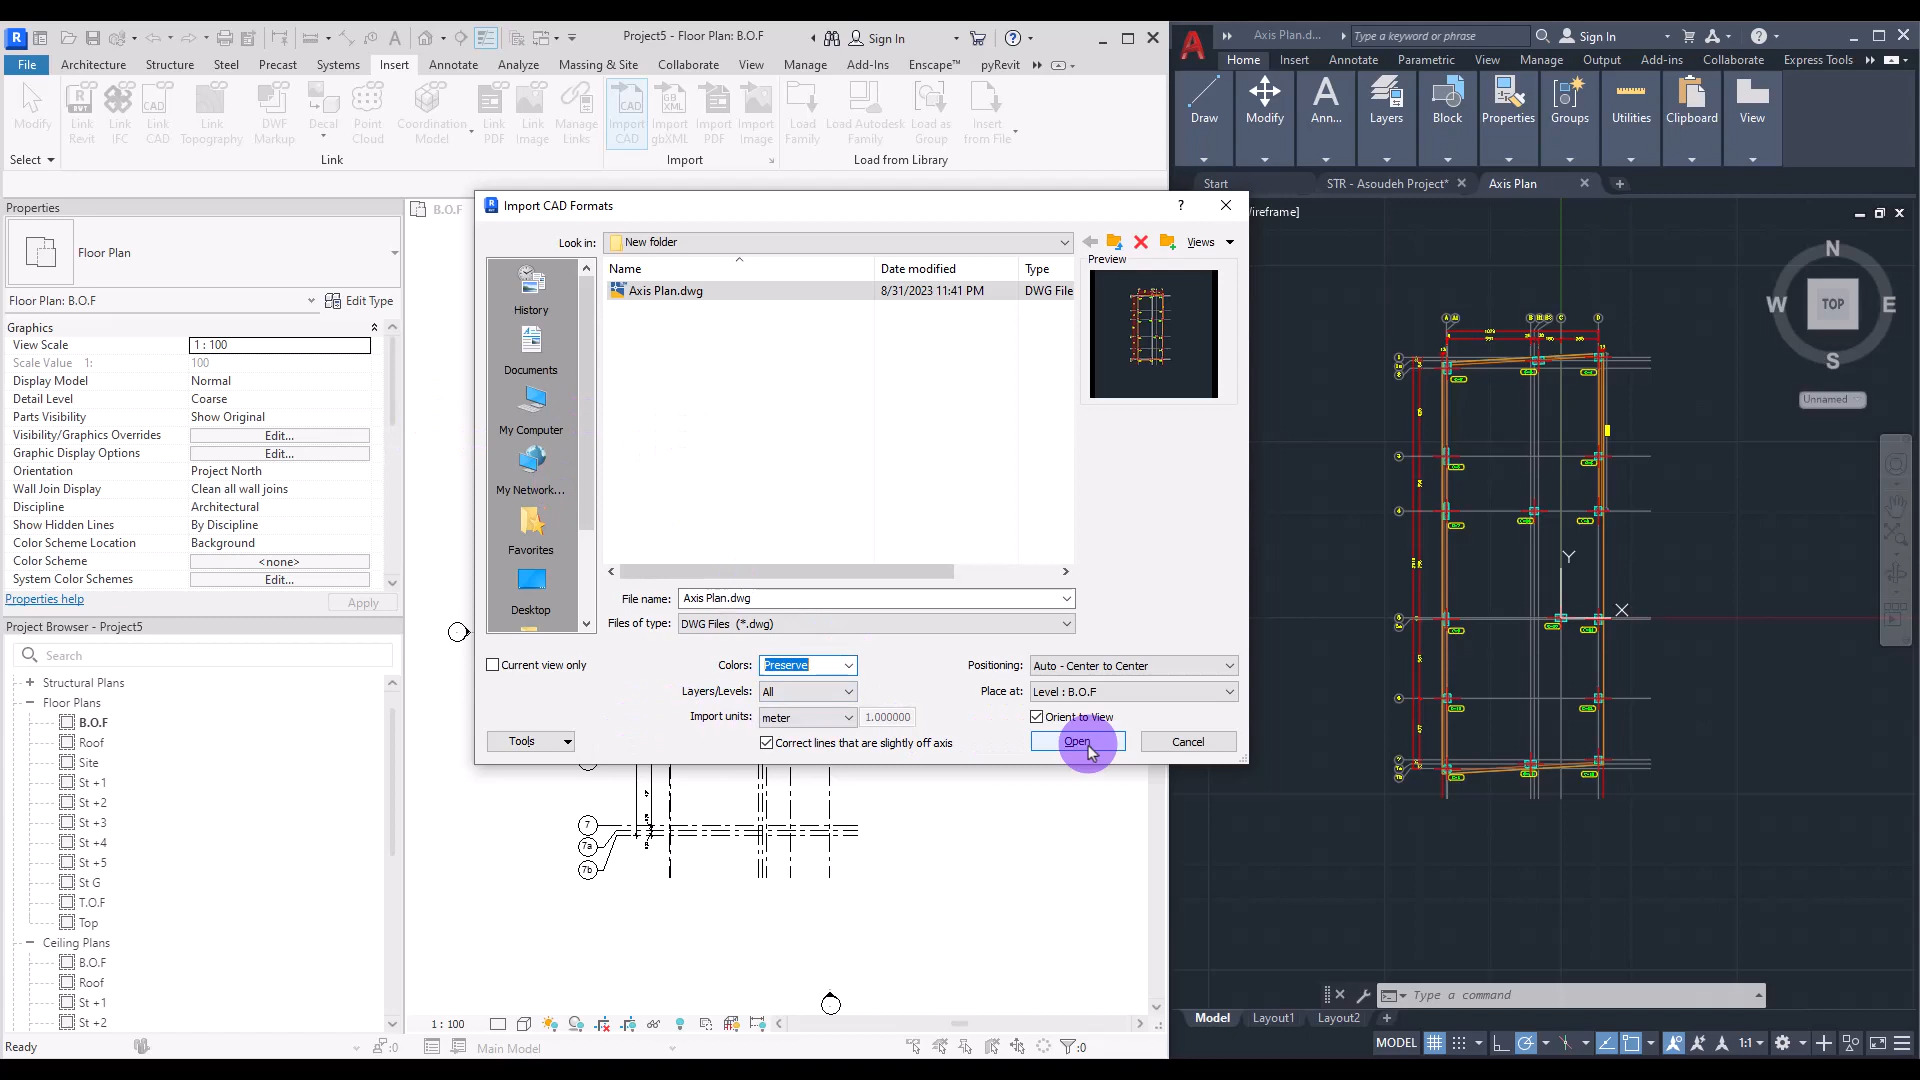 Project5 - Floor Plan: B.O.F
Sign In
File
Architecture
Structure
Steel
Precast
Systems
Insert
Annotate
Analyze
Massing & Site
Collaborate
View
Manage
Add-Ins
Enscape™
pyRevit
Modify
Link Revit
Link IFC
Link CAD
Link Topography
DWF Markup
Decal
Point Cloud
Coordination Model
Link PDF
Link Image
Manage Links
Import CAD
Import gbXML
Import PDF
Import Image
Load Family
Load Autodesk Family
Load as Group
Insert from File
Select
Link
Import
Load from Library
Properties
Floor Plan
Floor Plan: B.O.F
Edit Type
Graphics
View Scale
1 : 100
Scale Value 1:
100
Display Model
Normal
Detail Level
Coarse
Parts Visibility
Show Original
Visibility/Graphics Overrides
Edit...
Graphic Display Options
Edit...
Orientation
Project North
Wall Join Display
Clean all wall joins
Discipline
Architectural
Show Hidden Lines
By Discipline
Color Scheme Location
Background
Color Scheme
<none>
System Color Schemes
Edit...
Properties help
Apply
Project Browser - Project5
Search
Structural Plans
Floor Plans
B.O.F
Roof
Site
St +1
St +2
St +3
St +4
St +5
St G
T.O.F
Top
Ceiling Plans
B.O.F
Roof
St +1
St +2
Ready
B.O.F
7
7a
7b
1 : 100
:0
Main Model
:0
Import CAD Formats
Look in:
New folder
Views
Name
Date modified
Type
Axis Plan.dwg
8/31/2023 11:41 PM
DWG File
Preview
History
Documents
My Computer
My Network...
Favorites
Desktop
File name:
Axis Plan.dwg
Files of type:
DWG Files (*.dwg)
Current view only
Colors:
Preserve
Positioning:
Auto - Center to Center
Layers/Levels:
All
Place at:
Level : B.O.F
Import units:
meter
1.000000
Orient to View
Correct lines that are slightly off axis
Tools
Open
Cancel
Axis Plan.d...
Type a keyword or phrase
Sign In
Home
Insert
Annotate
Parametric
View
Manage
Output
Add-ins
Collaborate
Express Tools
Draw
Modify
Ann...
Layers
Block
Properties
Groups
Utilities
Clipboard
View
Start
STR - Asoudeh Project*
Axis Plan
ireframe]
N
W
TOP
E
S
Unnamed
Y
X
Type a command
Model
Layout1
Layout2
MODEL
1:1